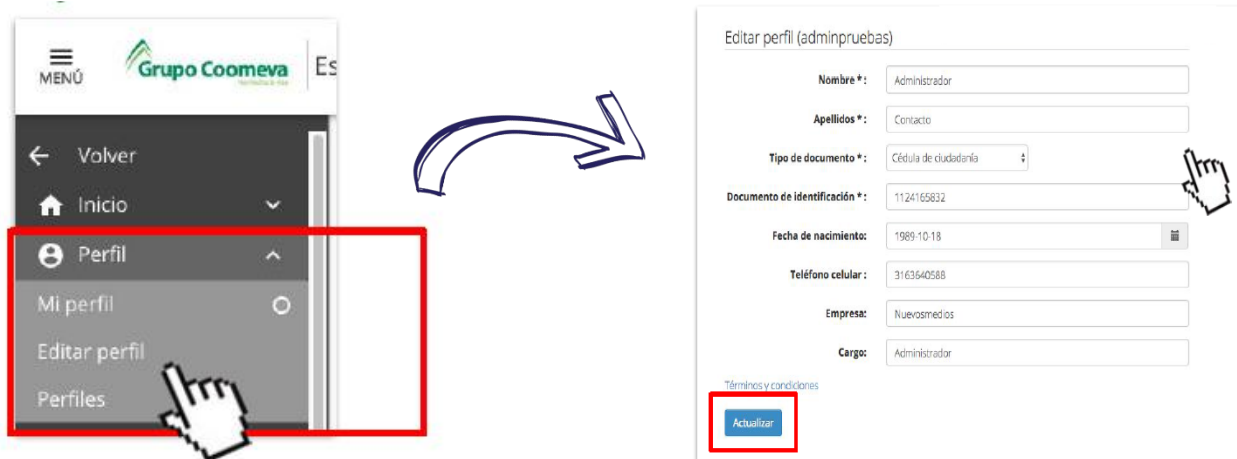 MENÚ
Grupo Coomeva
Es
Volver
Inicio
Perfil
Mi perfil
Editar perfil
Perfiles
Editar perfil (adminpruebas)
Nombre * : Administrador
Apellidos * : Contacto
Tipo de documento * : Cédula de ciudadanía
Documento de identificación * : 1124165832
Fecha de nacimiento: 1989-10-18
Teléfono celular : 3163640588
Empresa: Nuevosmedios
Cargo: Administrador
Términos y condiciones
Actualizar